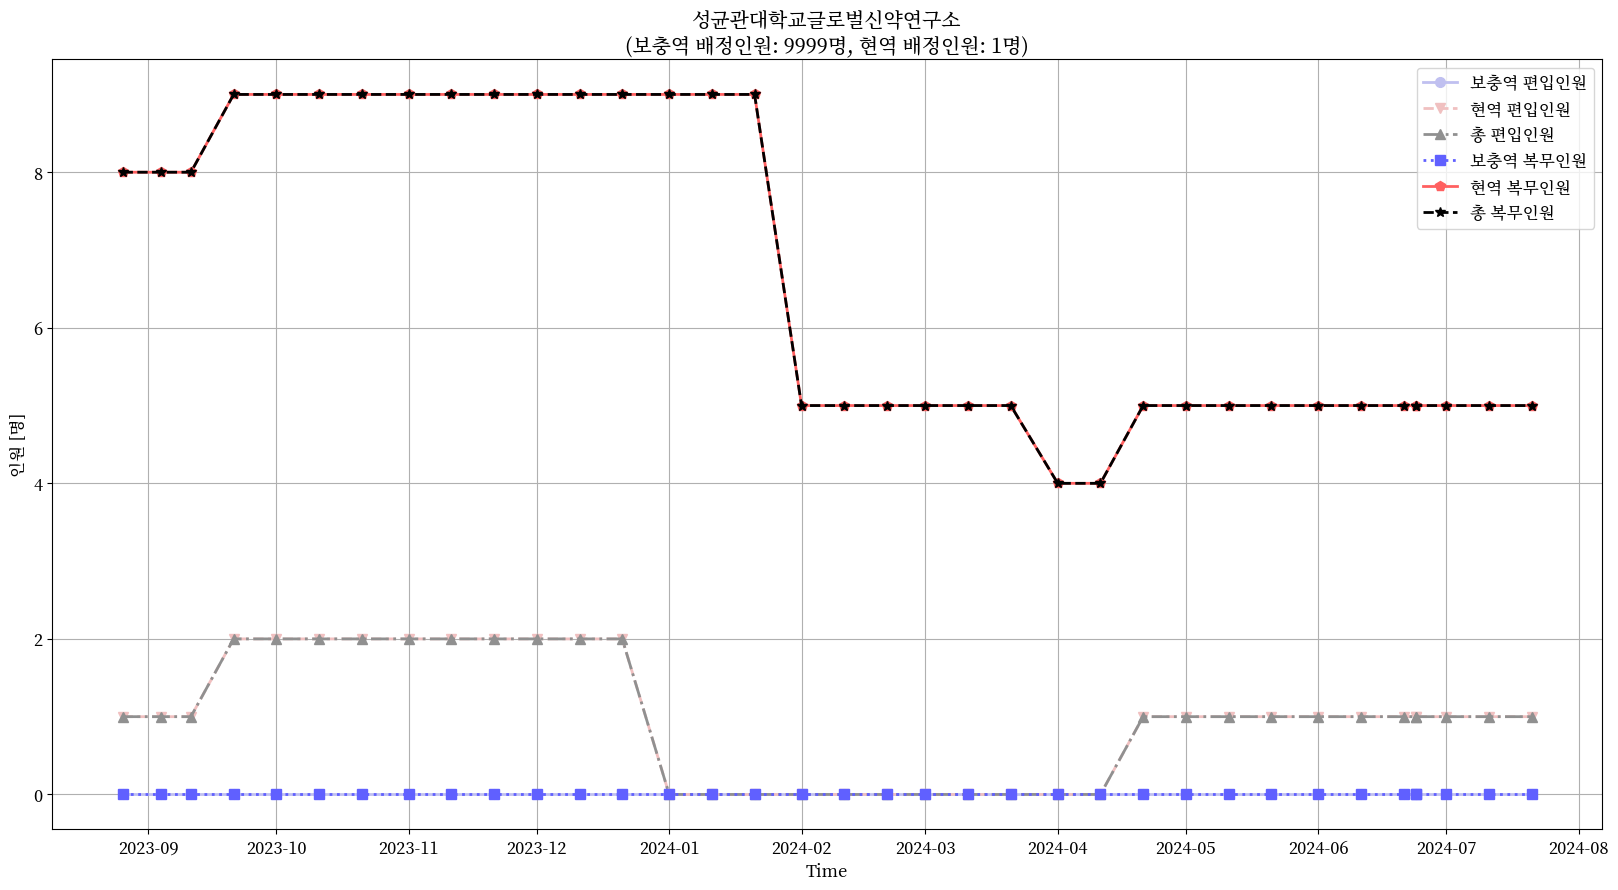 성균관대학교글로벌신약연구소
(보충역 배정인원: 9999명, 현역 배정인원: 1명)
보충역 편입인원
현역 편입인원
총 편입인원
보충역 복무인원
현역 복무인원
총 복무인원
인원 [명]
8
6
4
2
0
2023-09 2023-10 2023-11 2023-12 2024-01 2024-02 2024-03 2024-04 2024-05 2024-06 2024-07 2024-08
Time